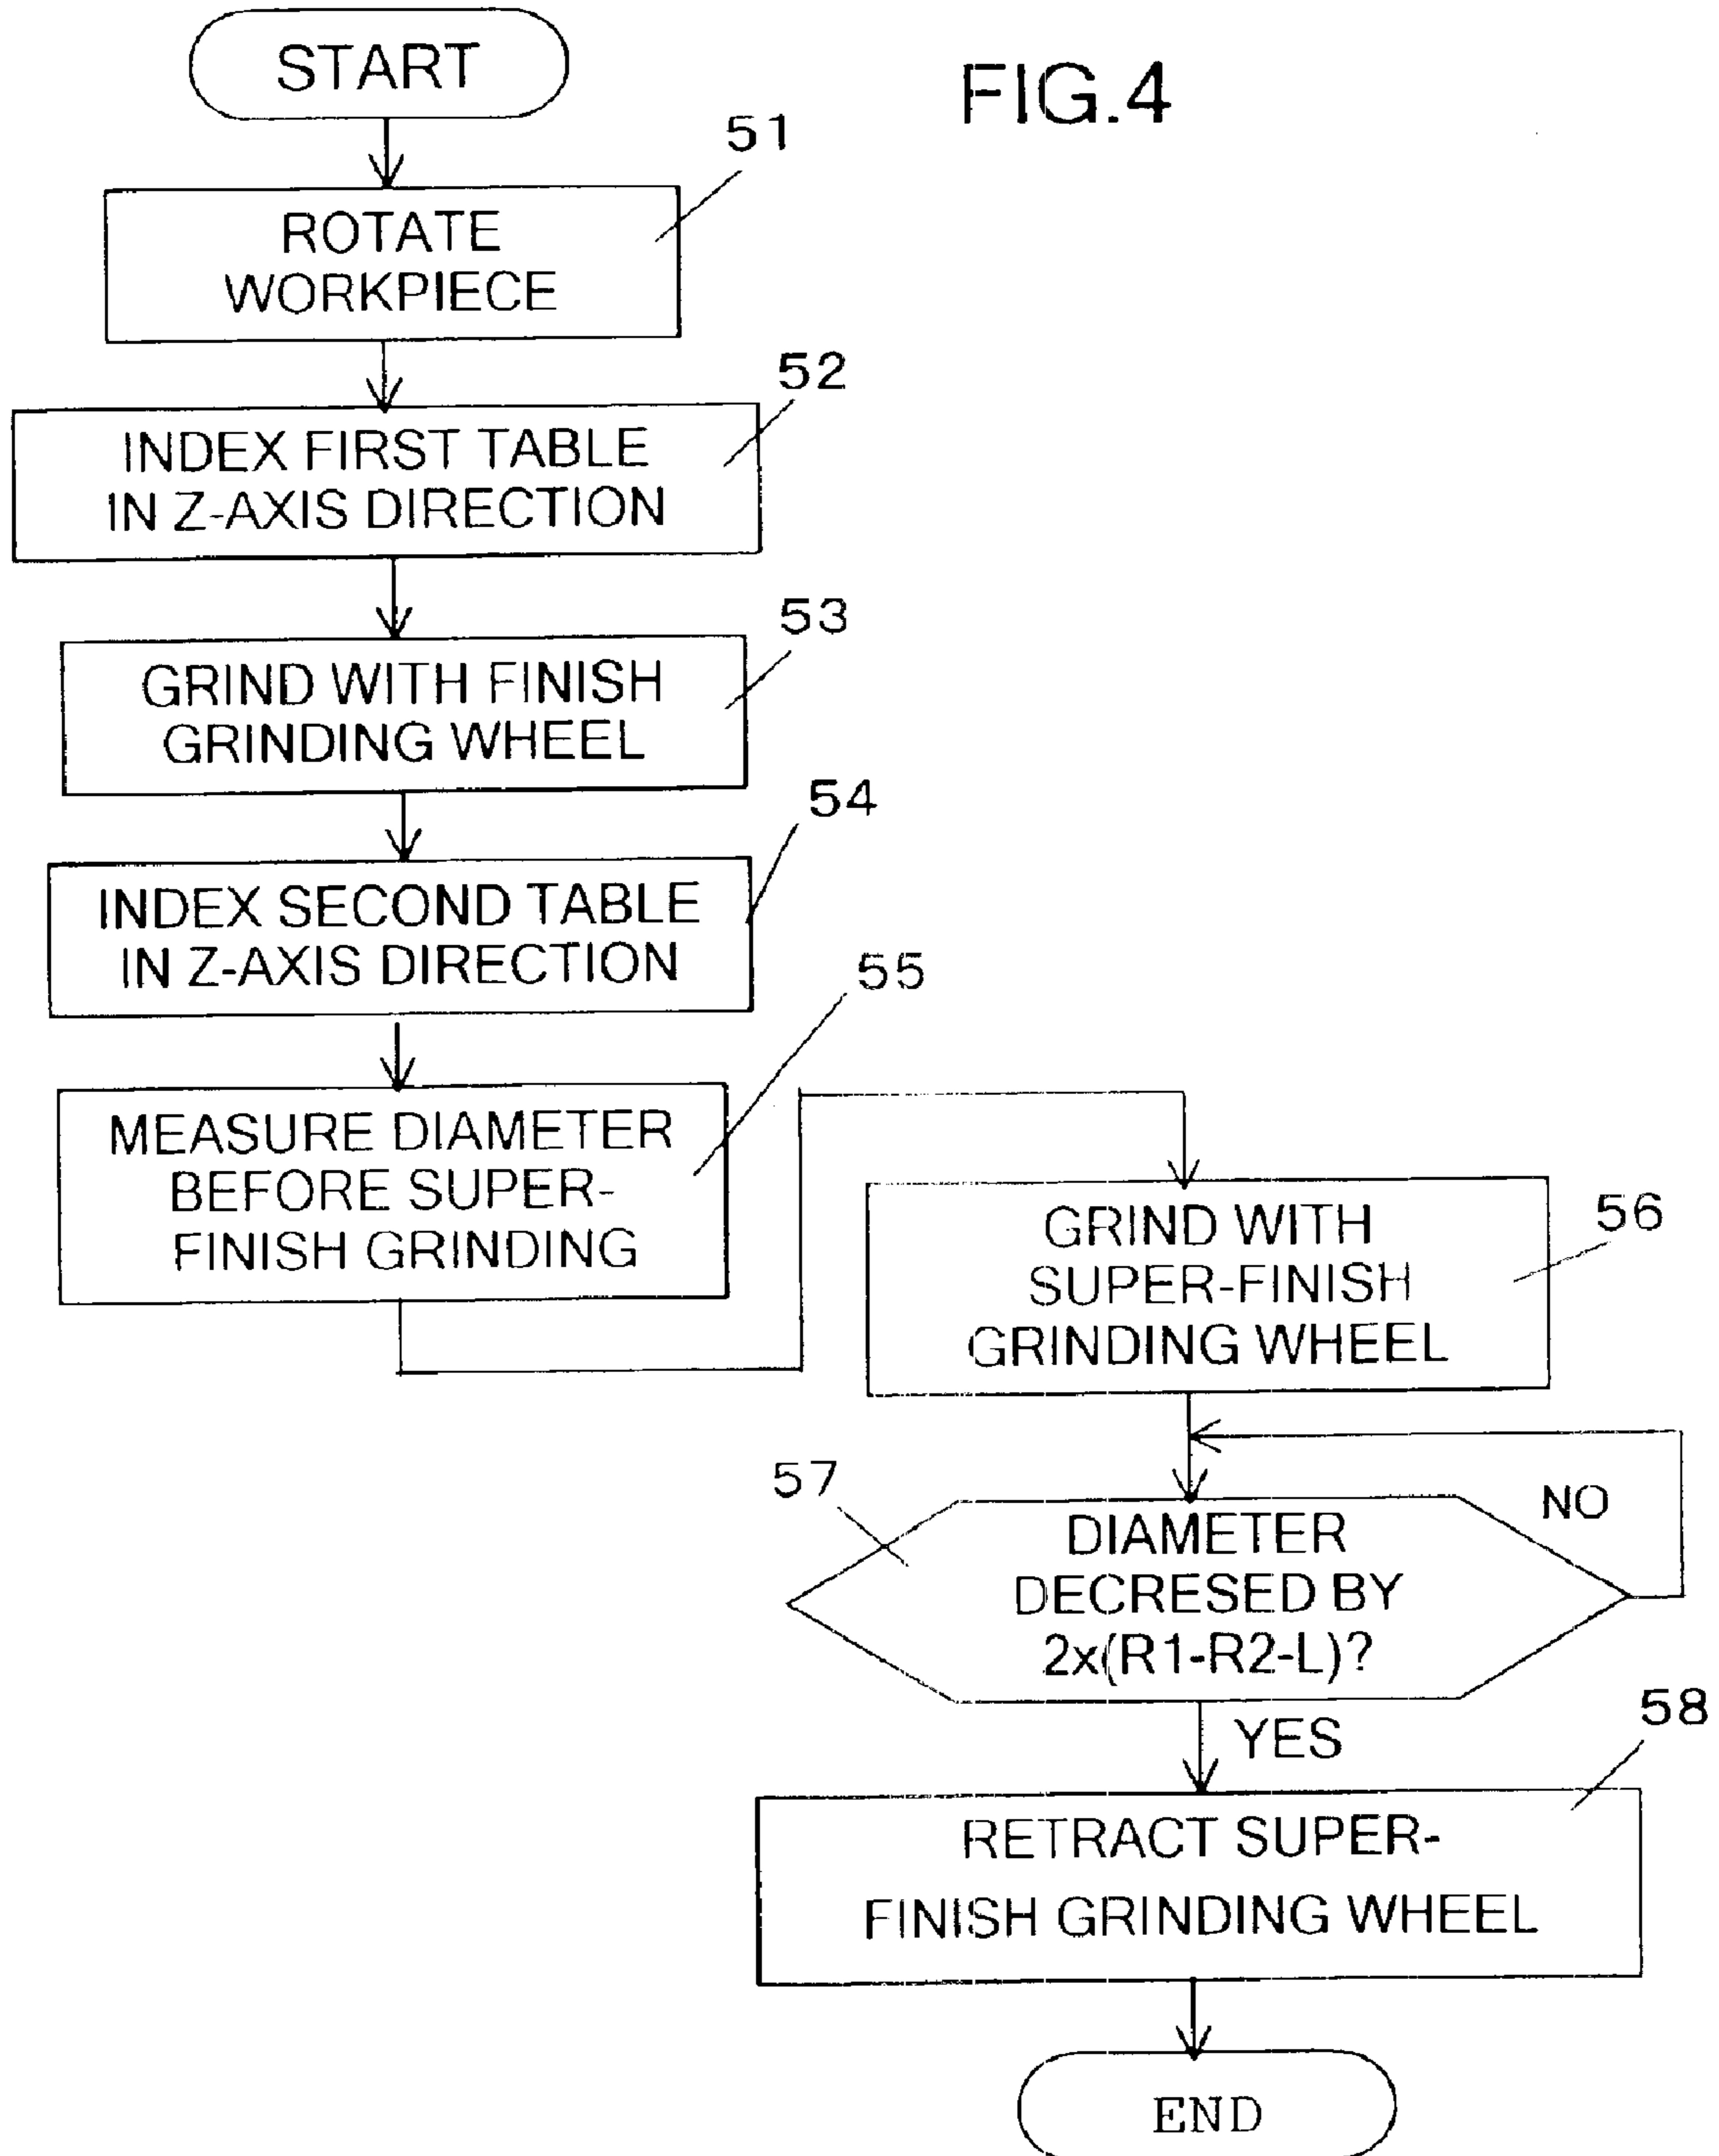 START
FIG.4
51
ROTATE
WORKPIECE
52
INDEX FIRST TABLE
IN Z-AXIS DIRECTION
53
GRIND WITH FINISH
GRINDING WHEEL
54
INDEX SECOND TABLE
IN Z-AXIS DIRECTION
55
MEASURE DIAMETER
BEFORE SUPER-
FINISH GRINDING
56
GRIND WITH
SUPER-FINISH
GRINDING WHEEL
57
NO
DIAMETER
DECRESED BY
2x(R1-R2-L)?
YES
58
RETRACT SUPER-
FINISH GRINDING WHEEL
END